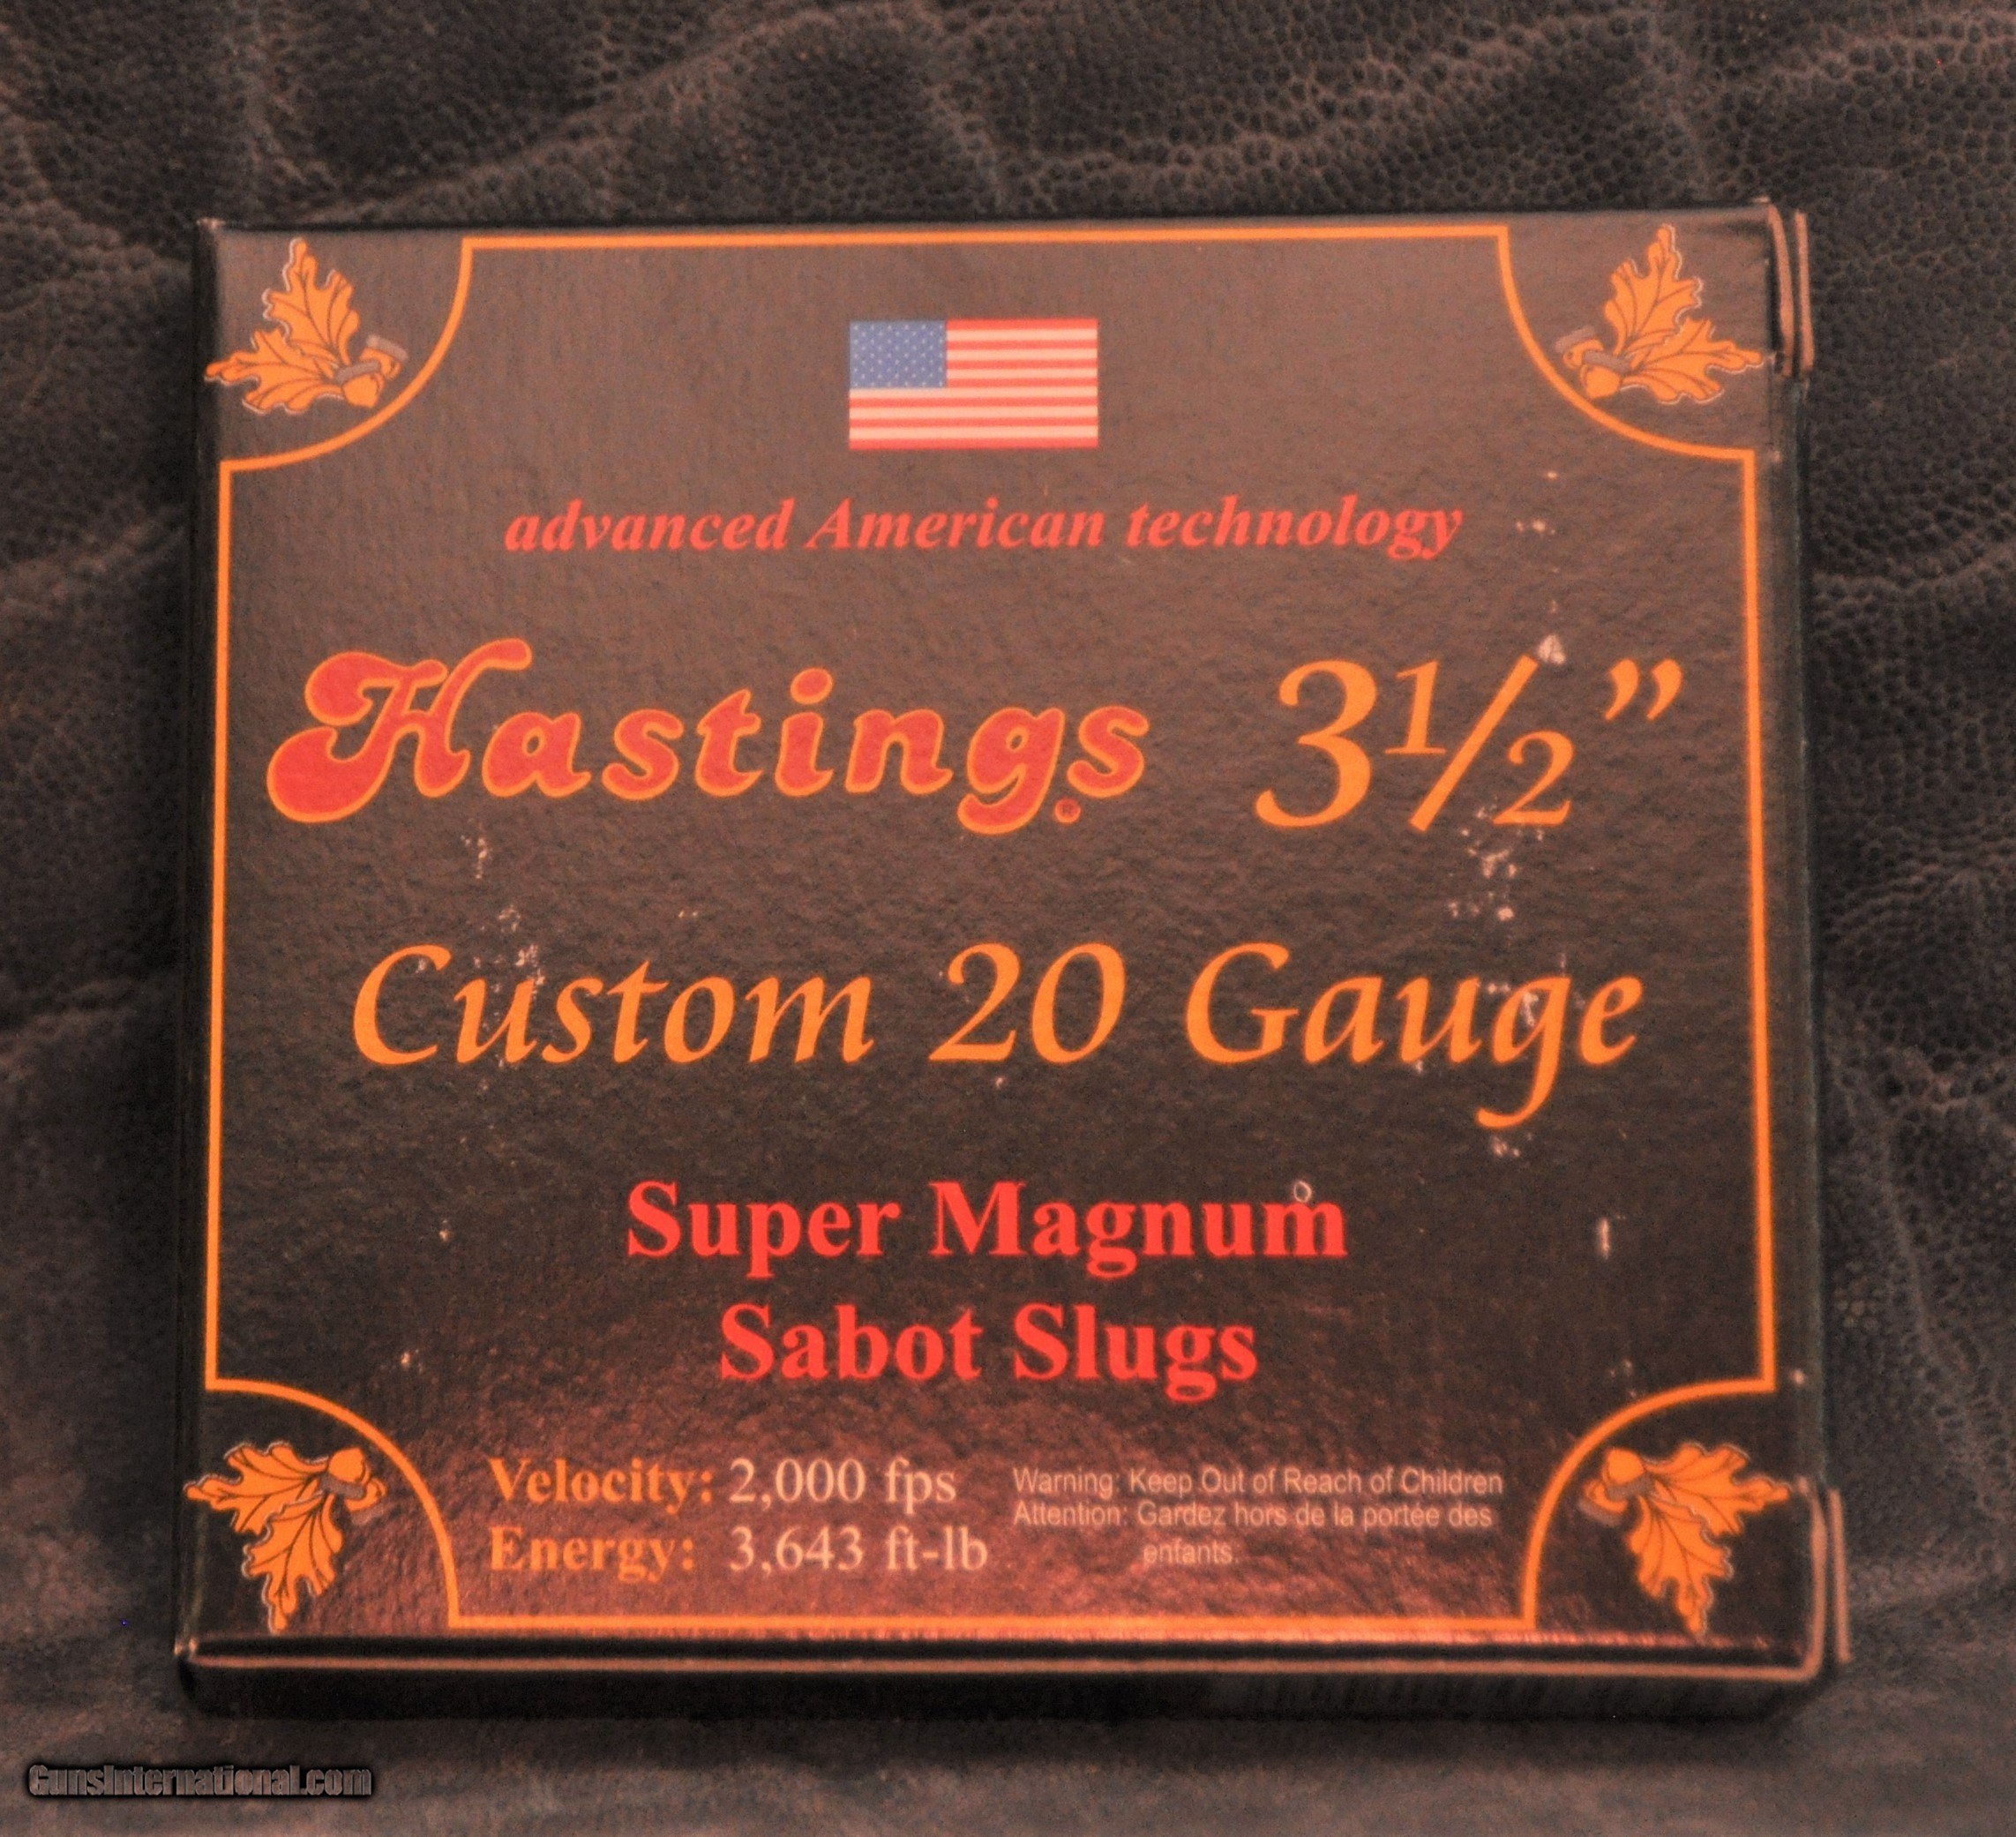 advanced American technology
Hastings® 3½”
Custom 20 Gauge
Super Magnum
Sabot Slugs
Velocity: 2,000 fps
Energy: 3,643 ft-lb
Warning: Keep Out of Reach of Children
Attention: Gardez hors de la portée des
enfants.
GunsInternational.com